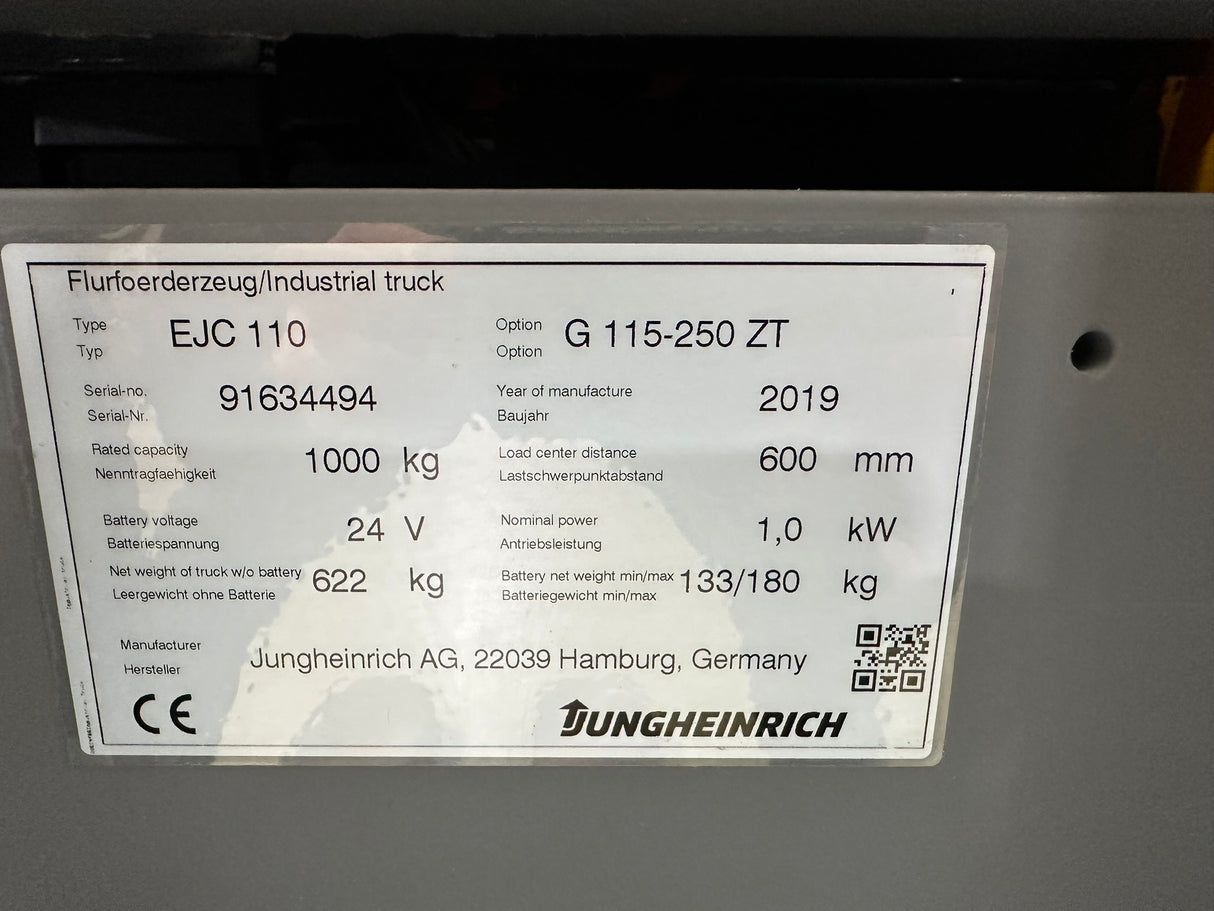 Flurfoerderzeug/Industrial truck
Type EJC 110 Option G 115-250 ZT
Typ Option
Serial-no. 91634494 Year of manufacture 2019
Serial-Nr. Baujahr
Rated capacity 1000 kg Load center distance 600 mm
Nenntragfaehigkeit Lastschwerpunktabstand
Battery voltage 24 V Nominal power 1,0 kW
Batteriespannung Antriebsleistung
Net weight of truck w/o battery 622 kg Battery net weight min/max 133/180 kg
Leergewicht ohne Batterie Batteriegewicht min/max
Manufacturer Jungheinrich AG, 22039 Hamburg, Germany
Hersteller
CE JUNGHEINRICH